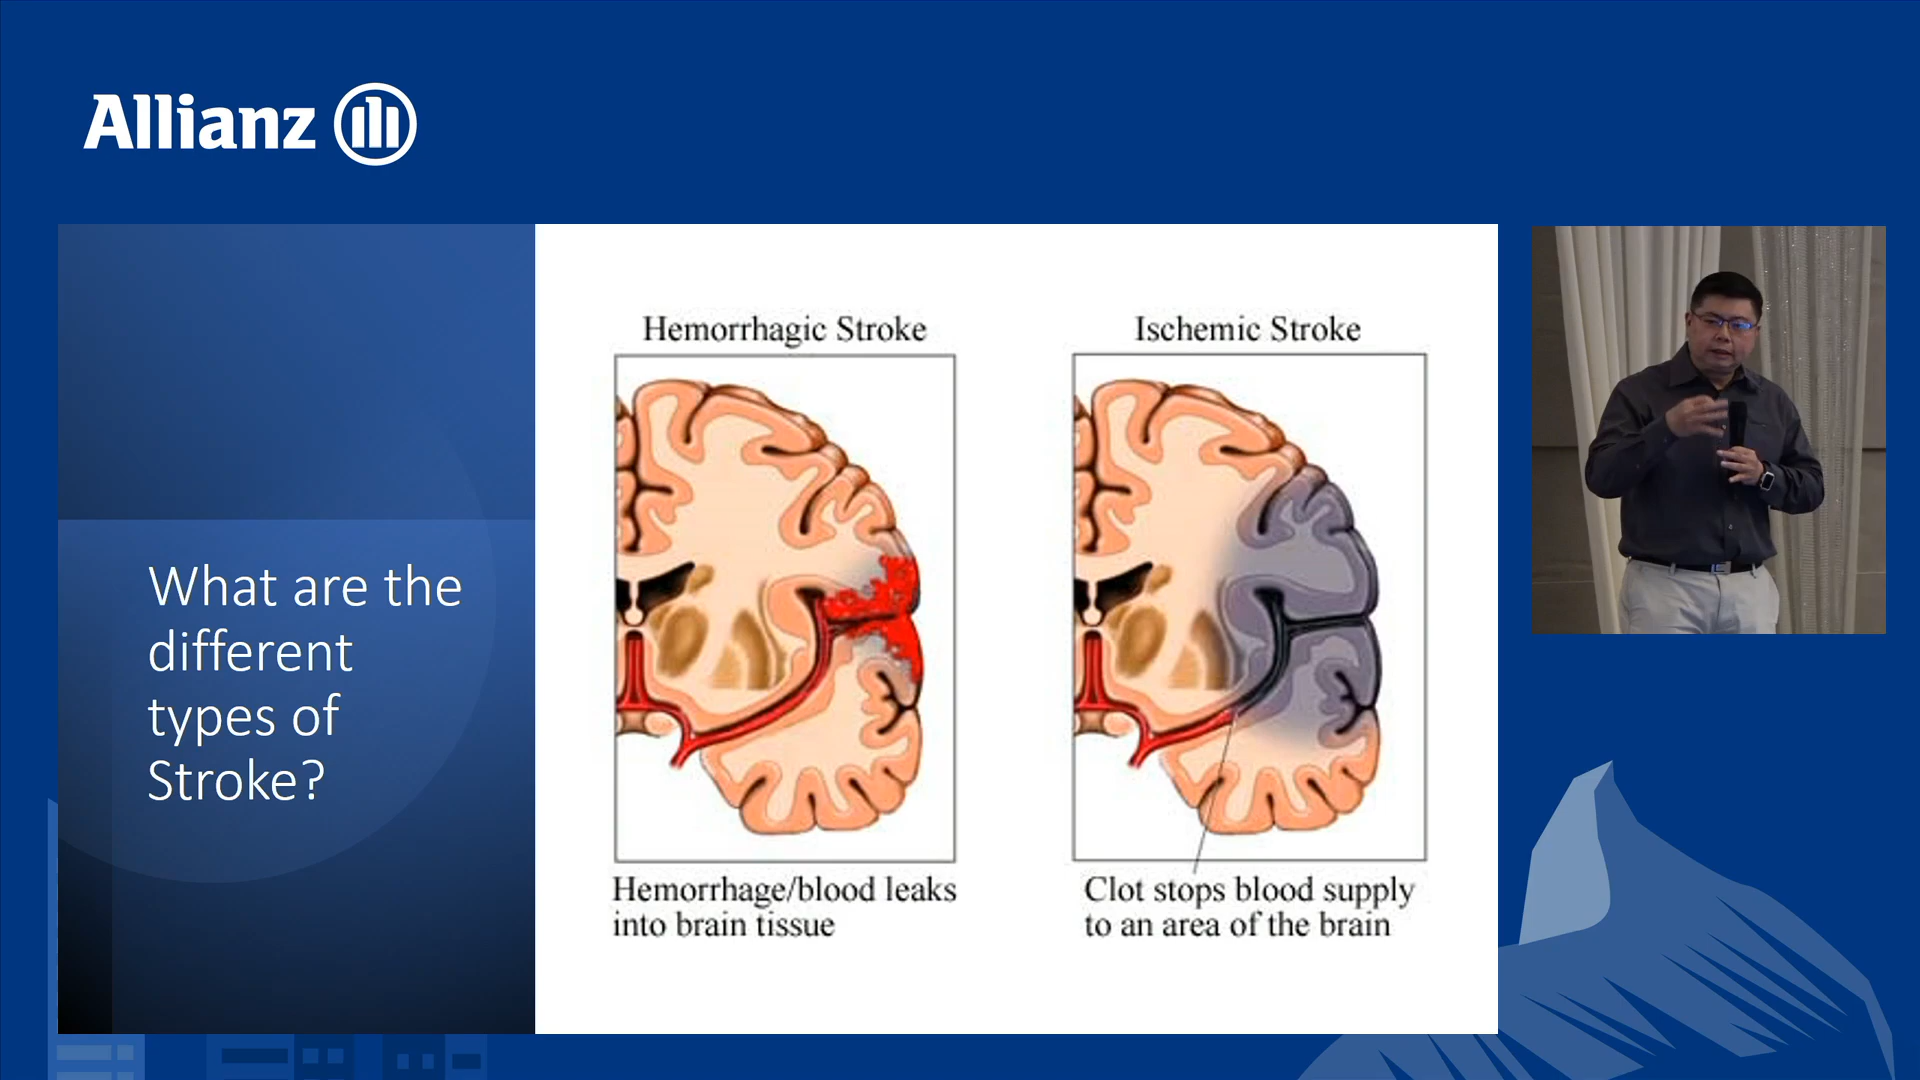 Allianz
What are the
different
types of
Stroke?
Hemorrhagic Stroke
Hemorrhage/blood leaks
into brain tissue
Ischemic Stroke
Clot stops blood supply
to an area of the brain